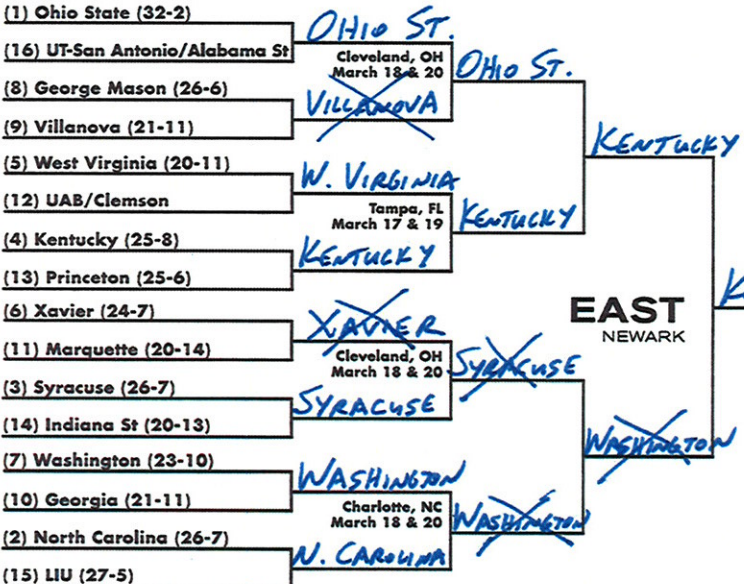 (1) Ohio State (32-2)
OHIO ST.
(16) UT-San Antonio/Alabama St
Cleveland, OH
March 18 & 20
OHIO ST.
(8) George Mason (26-6)
VILLANOVA
(9) Villanova (21-11)
KENTUCKY
(5) West Virginia (20-11)
W. VIRGINIA
(12) UAB/Clemson
Tampa, FL
March 17 & 19
KENTUCKY
(4) Kentucky (25-8)
KENTUCKY
(13) Princeton (25-6)
EAST
NEWARK
(6) Xavier (24-7)
XAVIER
(11) Marquette (20-14)
Cleveland, OH
March 18 & 20
SYRACUSE
(3) Syracuse (26-7)
SYRACUSE
(14) Indiana St (20-13)
WASHINGTON
(7) Washington (23-10)
WASHINGTON
(10) Georgia (21-11)
Charlotte, NC
March 18 & 20
WASHINGTON
(2) North Carolina (26-7)
N. CAROLINA
(15) LIU (27-5)